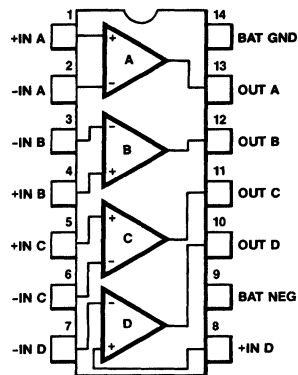 1 14
+IN A + BAT GND
A
2 13
-IN A - OUT A
3 12
-IN B - OUT B
B
4 11
+IN B + OUT C
5 10
+IN C + OUT D
C
6 9
-IN C - BAT NEG
7 - 8
D
-IN D + +IN D